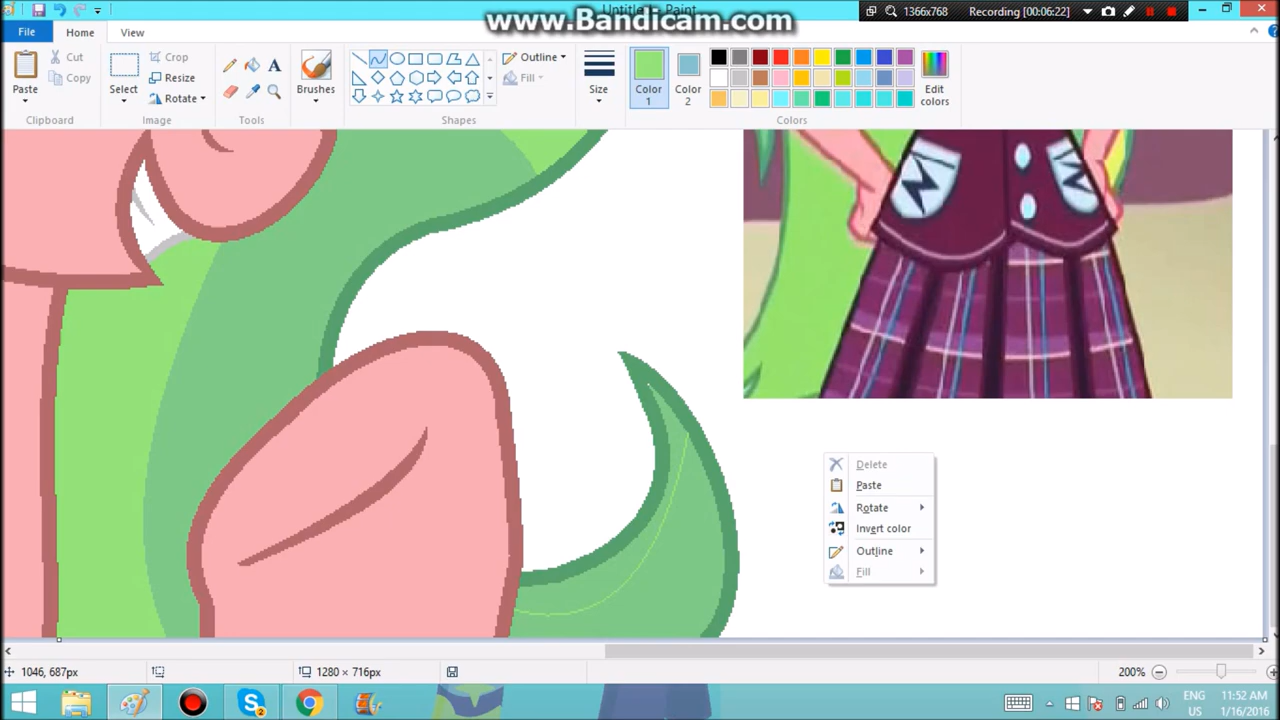 Untitled - Paint
www.Bandicam.com
1366x768
Recording [00:06:22]
File
Home
View
Paste
Cut
Copy
Clipboard
Select
Crop
Resize
Rotate
Image
Tools
Brushes
Outline
Fill
Shapes
Size
Color
1
Color
2
Colors
Edit
colors
Delete
Paste
Rotate
Invert color
Outline
Fill
1046, 687px
1280 × 716px
200%
2
ENG
US
11:52 AM
1/16/2016